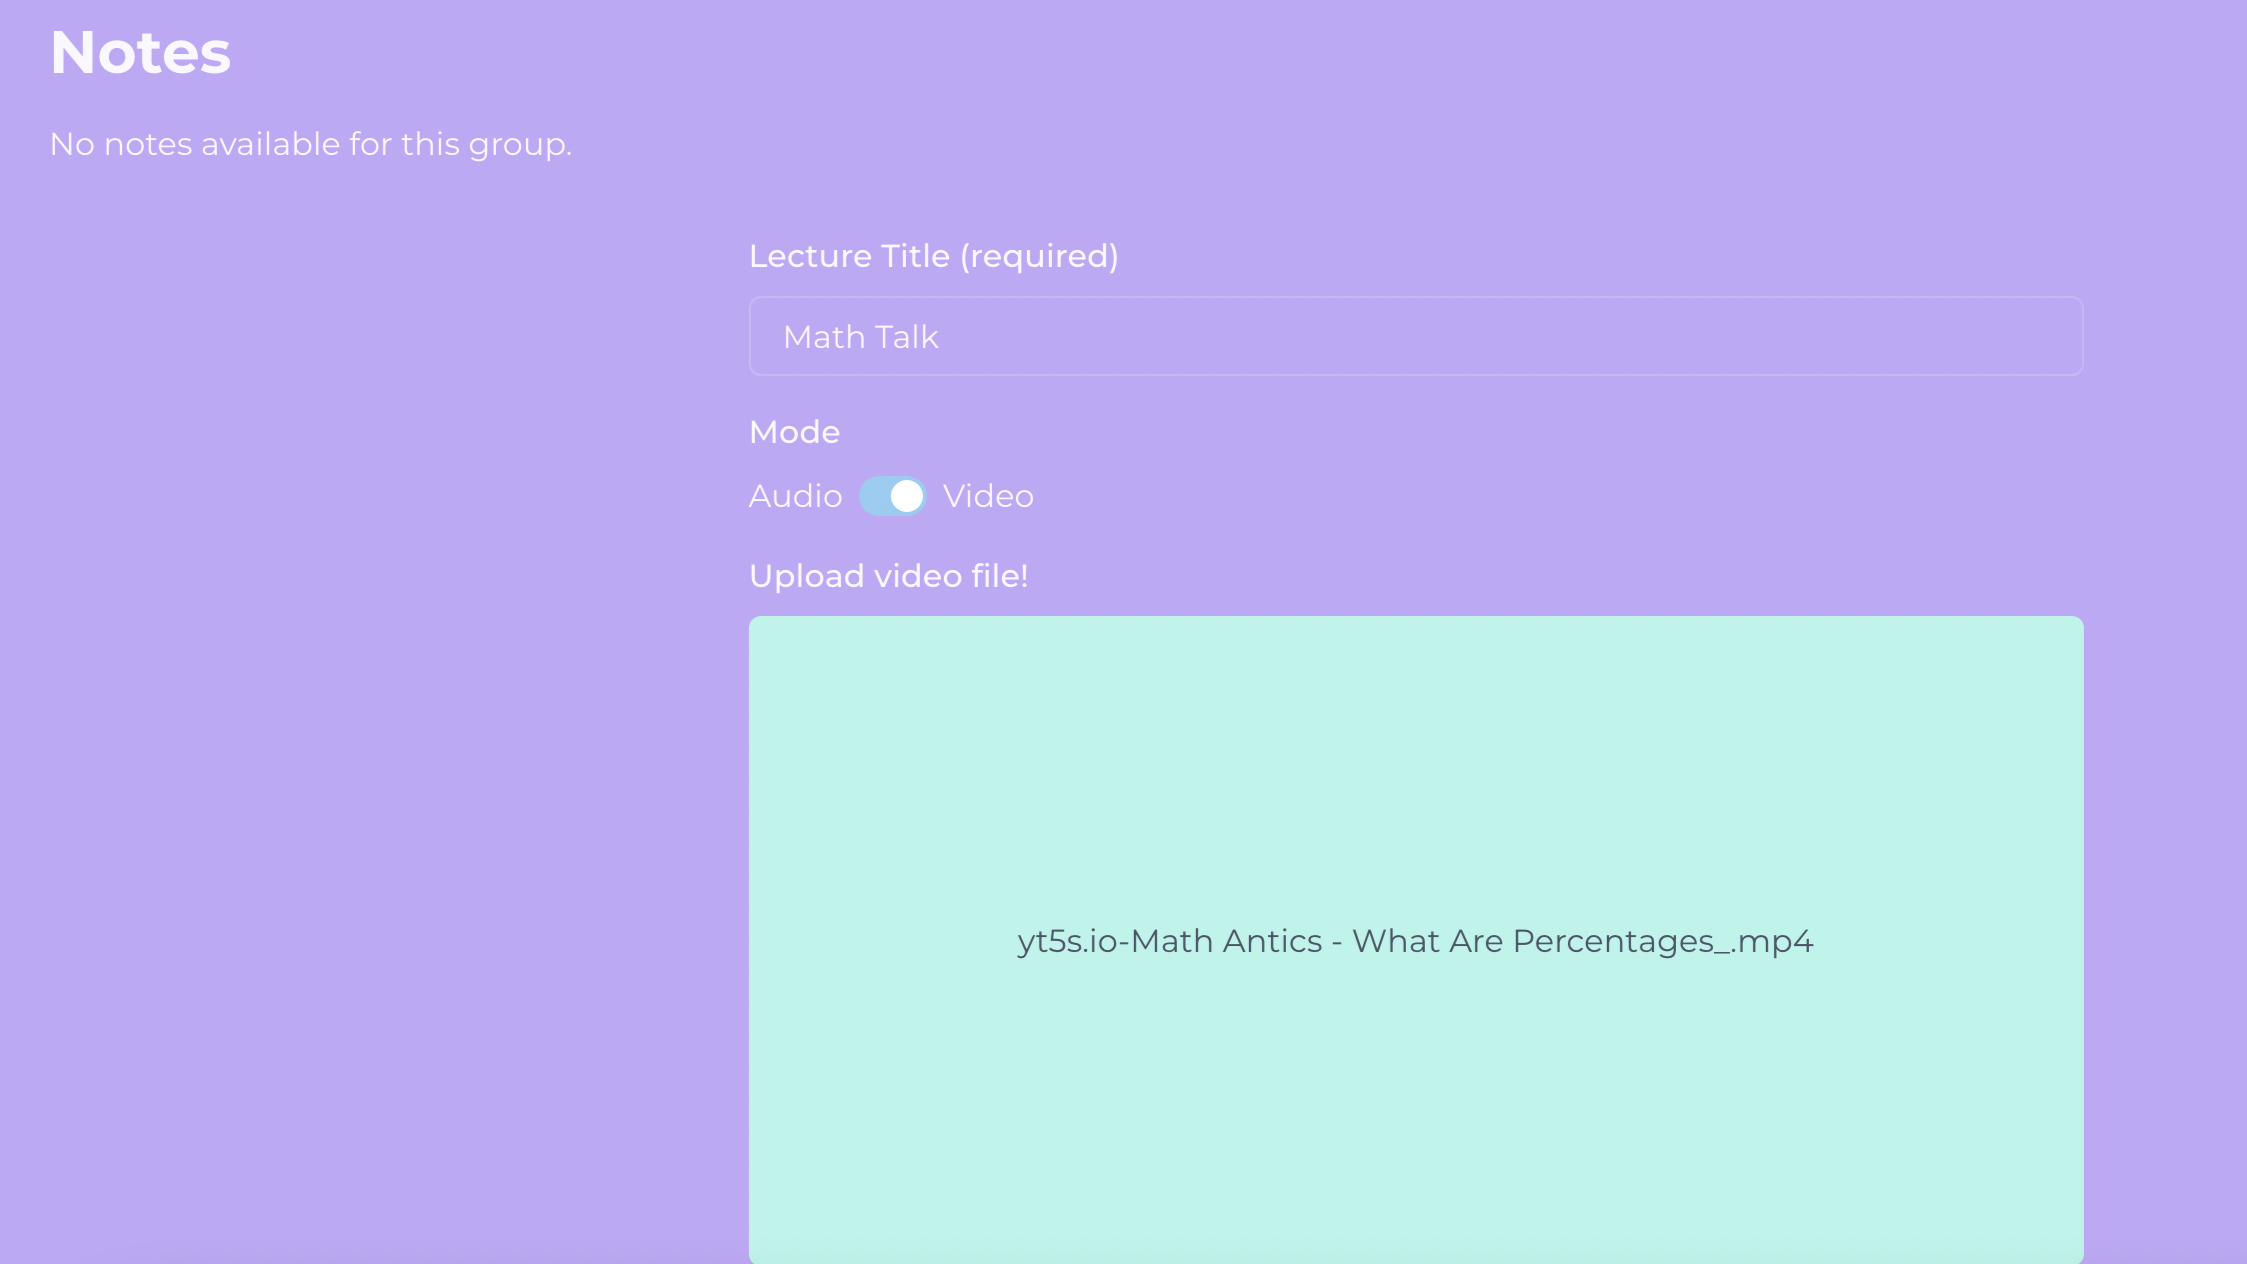 Notes
No notes available for this group.
Lecture Title (required)
Math Talk
Mode
Audio Video
Upload video file!
yt5s.io-Math Antics - What Are Percentages_.mp4